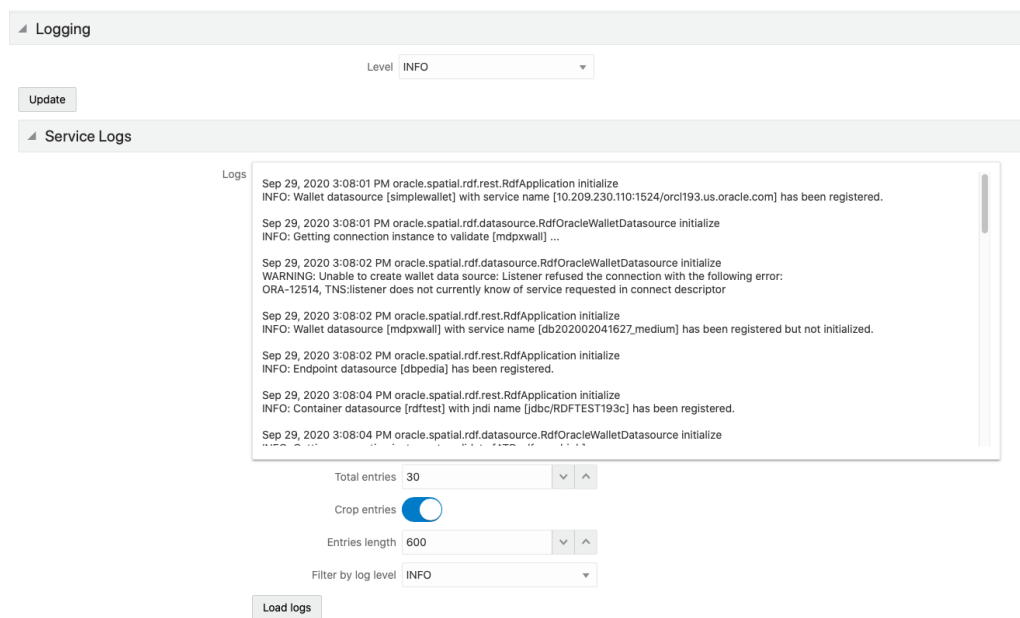 Logging
Level INFO
Update
Service Logs
Logs
Sep 29, 2020 3:08:01 PM oracle.spatial.rdf.rest.RdfApplication initialize
INFO: Wallet datasource [simplewallet] with service name [10.209.230.110:1524/orcl193.us.oracle.com] has been registered.
Sep 29, 2020 3:08:01 PM oracle.spatial.rdf.datasource.RdfOracleWalletDatasource initialize
INFO: Getting connection instance to validate [mdpxwall] ...
Sep 29, 2020 3:08:02 PM oracle.spatial.rdf.datasource.RdfOracleWalletDatasource initialize
WARNING: Unable to create wallet data source: Listener refused the connection with the following error:
ORA-12514, TNS:listener does not currently know of service requested in connect descriptor
Sep 29, 2020 3:08:02 PM oracle.spatial.rdf.rest.RdfApplication initialize
INFO: Wallet datasource [mdpxwall] with service name [db202002041627_medium] has been registered but not initialized.
Sep 29, 2020 3:08:02 PM oracle.spatial.rdf.rest.RdfApplication initialize
INFO: Endpoint datasource [dbpedia] has been registered.
Sep 29, 2020 3:08:04 PM oracle.spatial.rdf.rest.RdfApplication initialize
INFO: Container datasource [rdftest] with jndi name [jdbc/RDFTEST193c] has been registered.
Sep 29, 2020 3:08:04 PM oracle.spatial.rdf.datasource.RdfOracleWalletDatasource initialize
Total entries 30
Crop entries
Entries length 600
Filter by log level INFO
Load logs